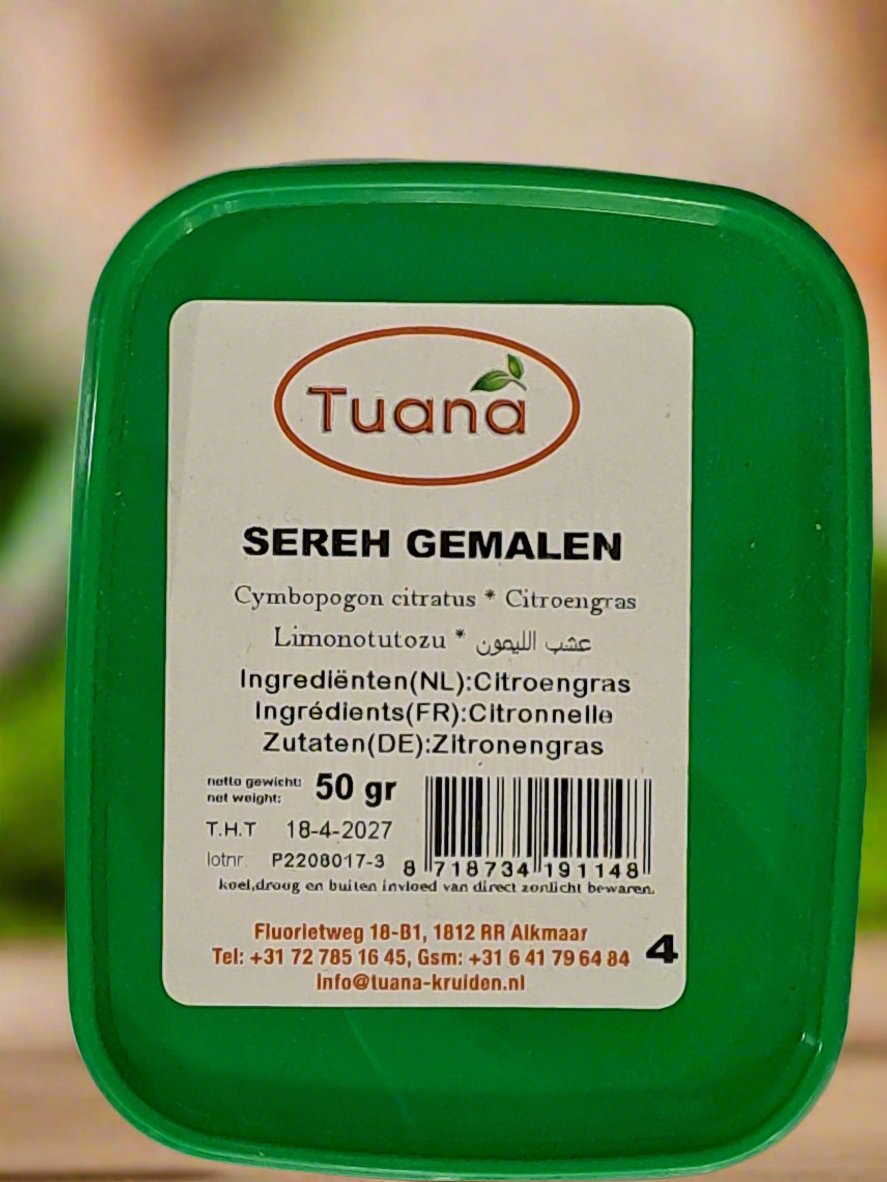 Tuana
SEREH GEMALEN
Cymbopogon citratus * Citroengras
Limonotutozu * عشب الليمون
Ingrediënten(NL):Citroengras
Ingrédients(FR):Citronnelle
Zutaten(DE):Zitronengras
netto gewicht: 50 gr
net weight:
T.H.T 18-4-2027
lotnr. P2208017-3
8 718734 191148
koel,droog en buiten invloed van direct zonlicht bewaren.
Fluorietweg 18-B1, 1812 RR Alkmaar
Tel: +31 72 785 16 45, Gsm: +31 6 41 79 64 84
4
info@tuana-kruiden.nl